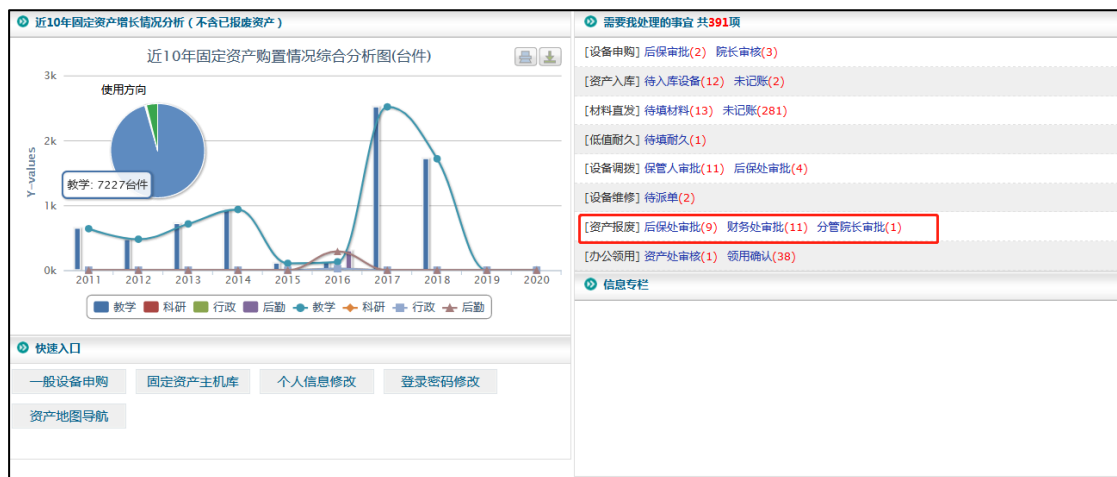 近10年固定资产增长情况分析（不含已报废资产）
近10年固定资产购置情况综合分析图(台件)
使用方向
3k
2k
1k
0k
Y-values
教学: 7227台件
2011 2012 2013 2014 2015 2016 2017 2018 2019 2020
教学 科研 行政 后勤 教学 科研 行政 后勤
快速入口
一般设备申购 固定资产主机库 个人信息修改 登录密码修改
资产地图导航
需要我处理的事宜 共391项
[设备申购] 后保审批(2) 院长审核(3)
[资产入库] 待入库设备(12) 未记账(2)
[材料直发] 待填材料(13) 未记账(281)
[低值耐久] 待填耐久(1)
[设备调拨] 保管人审批(11) 后保处审批(4)
[设备维修] 待派单(2)
[资产报废] 后保处审批(9) 财务处审批(11) 分管院长审批(1)
[办公领用] 资产处审核(1) 领用确认(38)
信息专栏